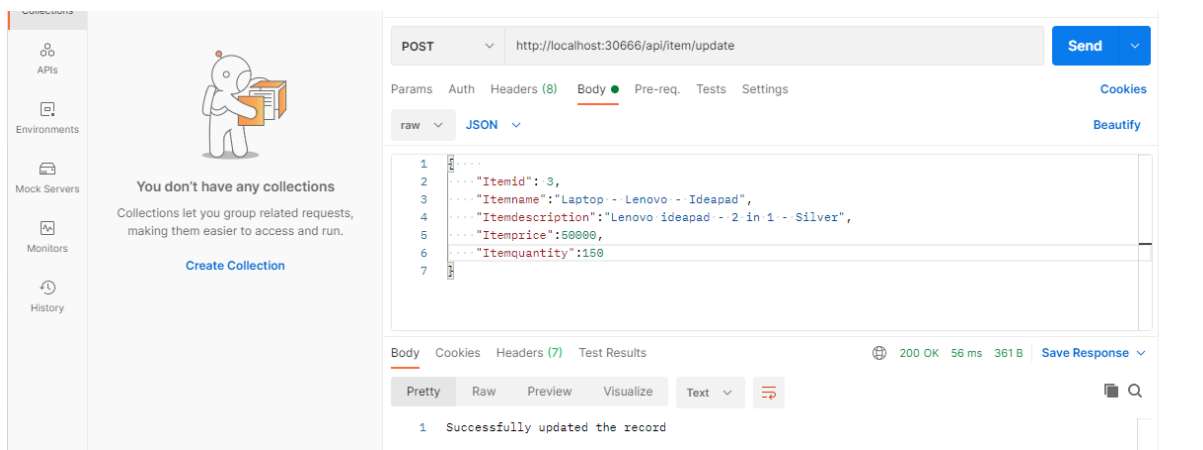 Collections
APIs
Environments
Mock Servers
Monitors
History
You don't have any collections
Collections let you group related requests,
making them easier to access and run.
Create Collection
POST http://localhost:30666/api/item/update Send
Params Auth Headers (8) Body Pre-req. Tests Settings Cookies
raw JSON Beautify
1 {
2 "Itemid": 3,
3 "Itemname":"Laptop - Lenovo - Ideapad",
4 "Itemdescription":"Lenovo ideapad - 2 in 1 - Silver",
5 "Itemprice":50000,
6 "Itemquantity":150
7 }
Body Cookies Headers (7) Test Results 200 OK 56 ms 361 B Save Response
Pretty Raw Preview Visualize Text
1 Successfully updated the record